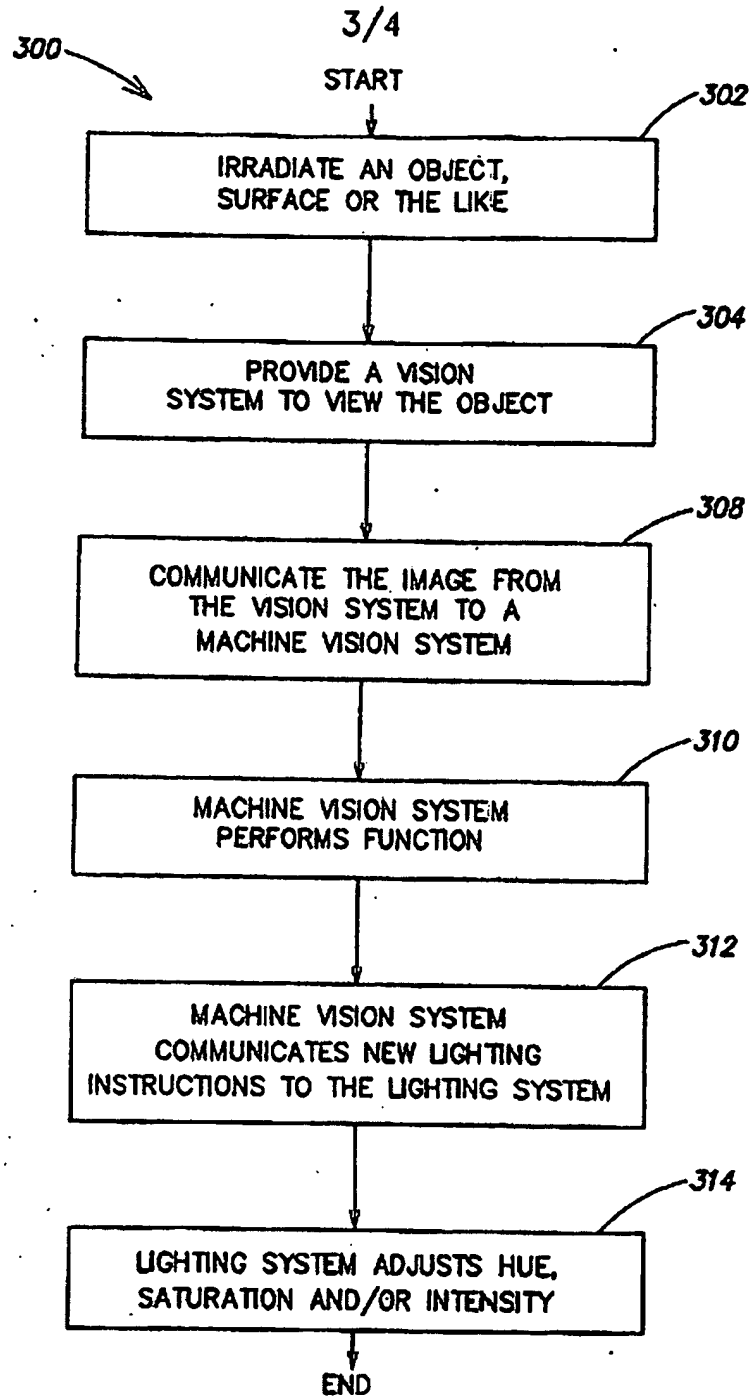 3/4
300
START
302
IRRADIATE AN OBJECT,
SURFACE OR THE LIKE
304
PROVIDE A VISION
SYSTEM TO VIEW THE OBJECT
308
COMMUNICATE THE IMAGE FROM
THE VISION SYSTEM TO A
MACHINE VISION SYSTEM
310
MACHINE VISION SYSTEM
PERFORMS FUNCTION
312
MACHINE VISION SYSTEM
COMMUNICATES NEW LIGHTING
INSTRUCTIONS TO THE LIGHTING SYSTEM
314
LIGHTING SYSTEM ADJUSTS HUE,
SATURATION AND/OR INTENSITY
END